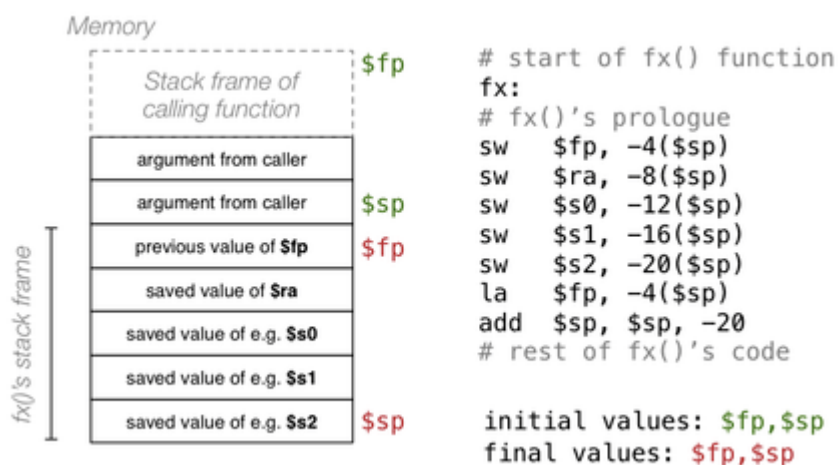 Memory
Stack frame of
calling function
$fp
argument from caller
argument from caller
$sp
previous value of $fp
$fp
saved value of $ra
saved value of e.g. $s0
saved value of e.g. $s1
saved value of e.g. $s2
$sp
fx()'s stack frame
# start of fx() function
fx:
# fx()'s prologue
sw $fp, -4($sp)
sw $ra, -8($sp)
sw $s0, -12($sp)
sw $s1, -16($sp)
sw $s2, -20($sp)
la $fp, -4($sp)
add $sp, $sp, -20
# rest of fx()'s code
initial values: $fp,$sp
final values: $fp,$sp